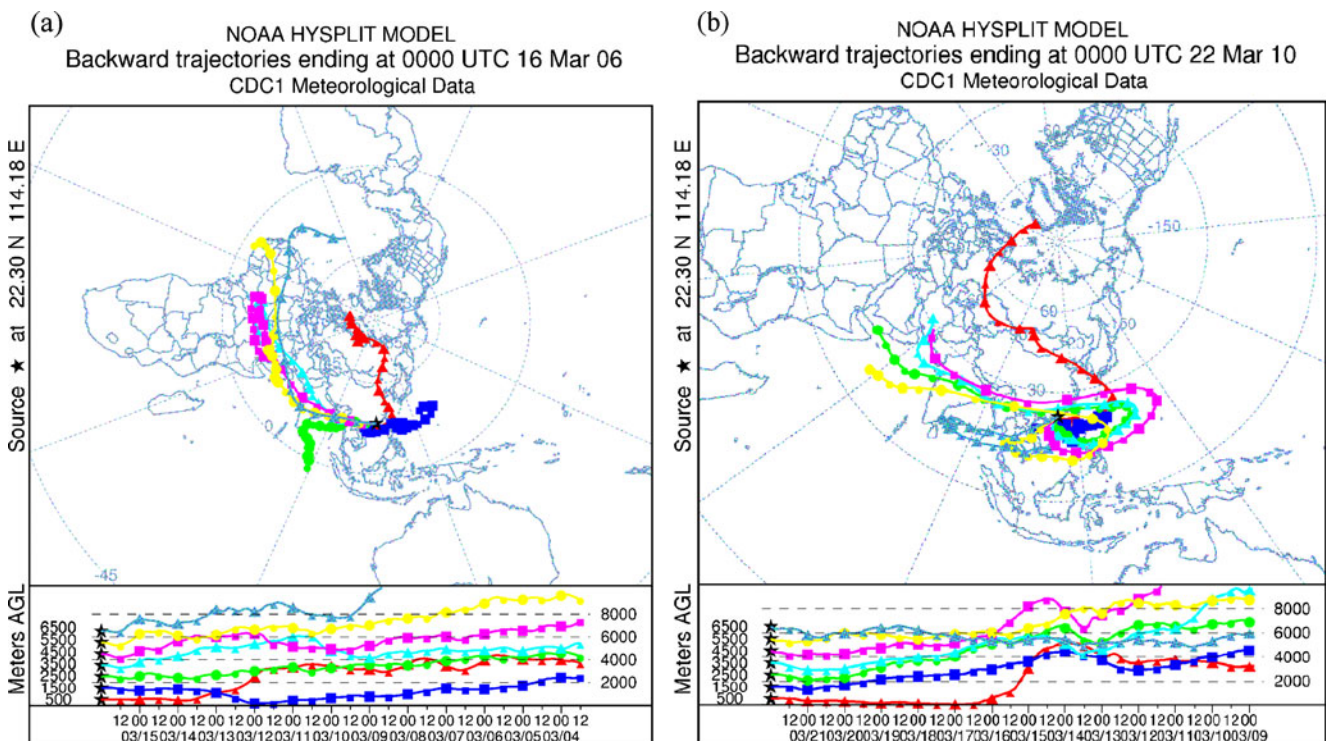 (a)
NOAA HYSPLIT MODEL
Backward trajectories ending at 0000 UTC 16 Mar 06
CDC1 Meteorological Data
Source ★ at 22.30 N 114.18 E
0
-45
Meters AGL
6500
5500
4500
3500
2500
1500
500
8000
6000
4000
2000
12 00 12 00 12 00 12 00 12 00 12 00 12 00 12 00 12 00 12 00 12 00 12 00 12
03/15 03/14 03/13 03/12 03/11 03/10 03/09 03/08 03/07 03/06 03/05 03/04
(b)
NOAA HYSPLIT MODEL
Backward trajectories ending at 0000 UTC 22 Mar 10
CDC1 Meteorological Data
Source ★ at 22.30 N 114.18 E
-30
-150
60
30
Meters AGL
6500
5500
4500
3500
2500
1500
500
8000
6000
4000
2000
12 00 12 00 12 00 12 00 12 00 12 00 12 00 12 00 12 00 12 00 12 00 12 00 12 00
03/21 03/20 03/19 03/18 03/17 03/16 03/15 03/14 03/13 03/12 03/11 03/10 03/09